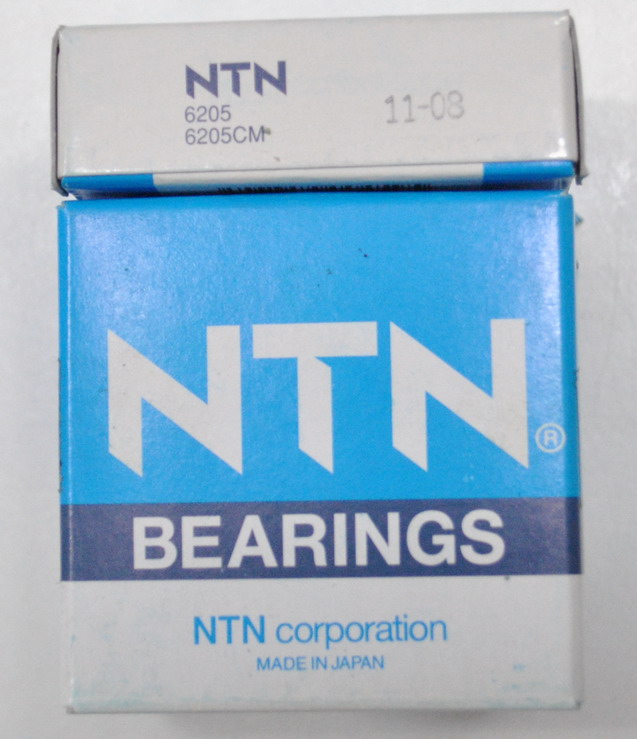 NTN
6205
6205CM
11-08
NTN®
BEARINGS
NTN corporation
MADE IN JAPAN